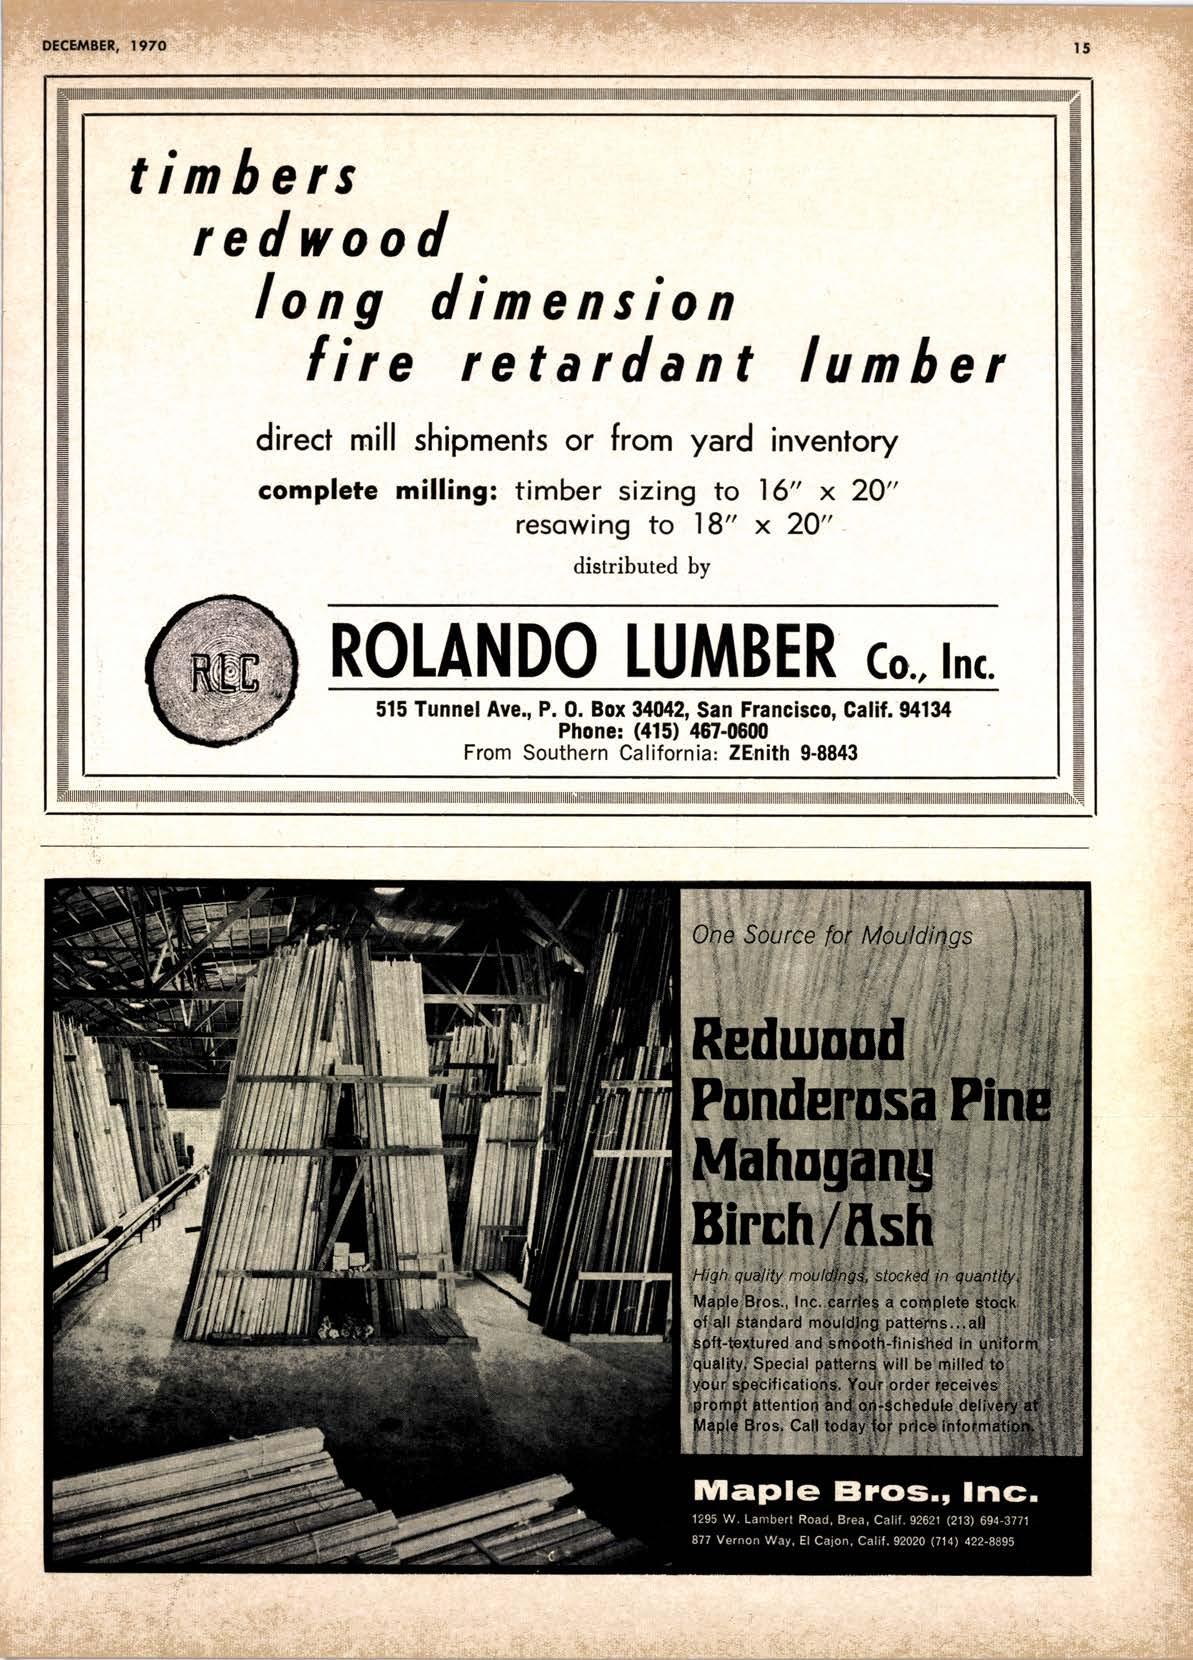 DECEMBER, 1970
15
timbers
redwood
long dimension
fire retardant lumber
direct mill shipments or from yard inventory
complete milling: timber sizing to 16" x 20"
resawing to 18" x 20"
distributed by
RLC
ROLANDO LUMBER Co., Inc.
515 Tunnel Ave., P. O. Box 34042, San Francisco, Calif. 94134
Phone: (415) 467-0600
From Southern California: ZEnith 9-8843
One Source for Mouldings
Redwood
Ponderosa Pine
Mahogany
Birch/Ash
High quality mouldings, stocked in quantity.
Maple Bros., Inc. carries a complete stock
of all standard moulding patterns...all
soft-textured and smooth-finished in uniform
quality. Special patterns will be milled to
your specifications. Your order receives
prompt attention and on-schedule delivery at
Maple Bros. Call today for price information.
Maple Bros., Inc.
1295 W. Lambert Road, Brea, Calif. 92621 (213) 694-3771
877 Vernon Way, El Cajon, Calif. 92020 (714) 422-8895